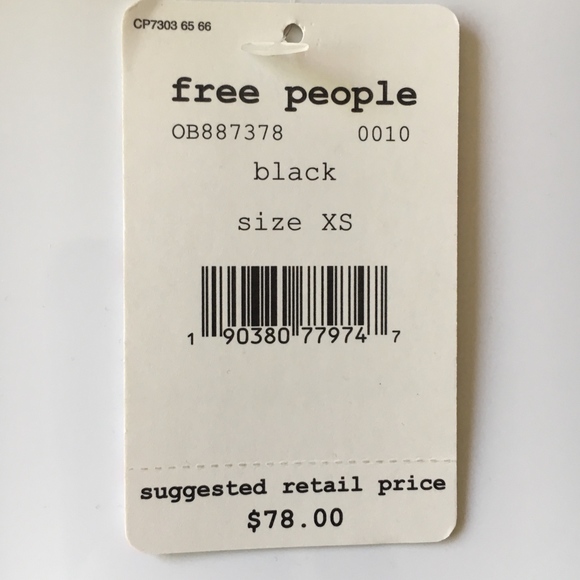 CP7303 65 66
free people
OB887378 0010
black
size XS
1 90380 77974 7
suggested retail price
$78.00